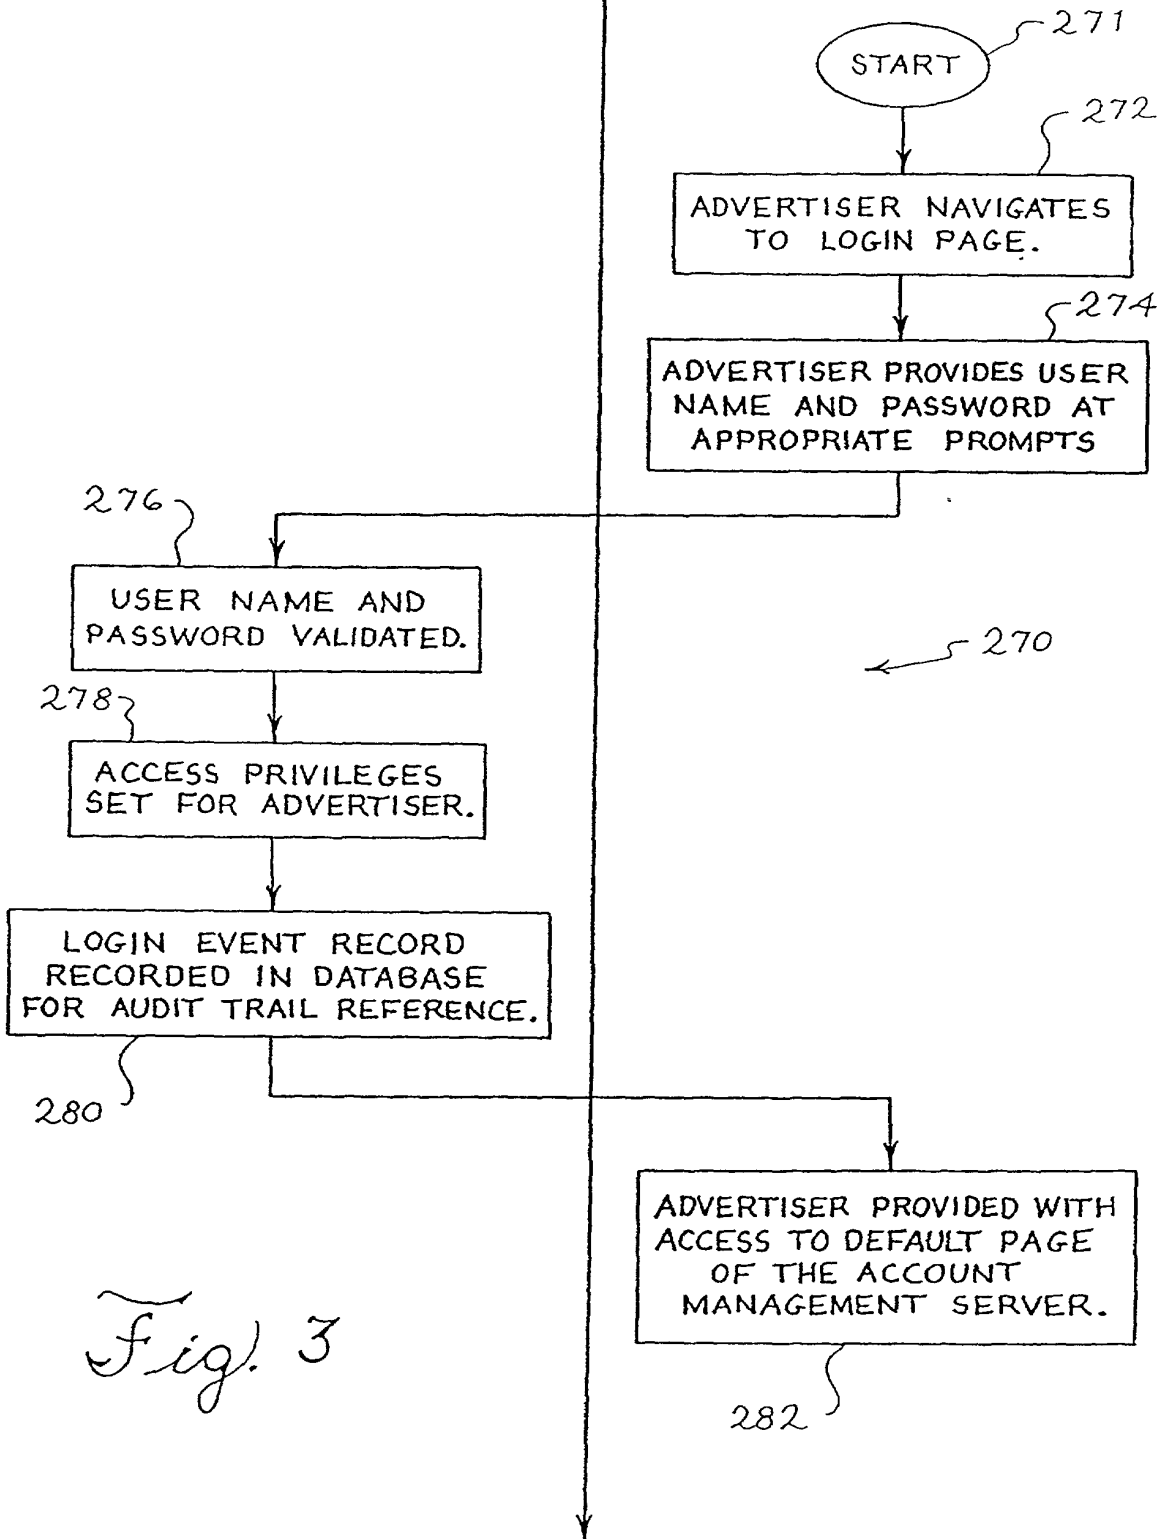 271
START
272
ADVERTISER NAVIGATES
TO LOGIN PAGE.
274
ADVERTISER PROVIDES USER
NAME AND PASSWORD AT
APPROPRIATE PROMPTS
276
USER NAME AND
PASSWORD VALIDATED.
270
278
ACCESS PRIVILEGES
SET FOR ADVERTISER.
LOGIN EVENT RECORD
RECORDED IN DATABASE
FOR AUDIT TRAIL REFERENCE.
280
ADVERTISER PROVIDED WITH
ACCESS TO DEFAULT PAGE
OF THE ACCOUNT
MANAGEMENT SERVER.
282
Fig. 3